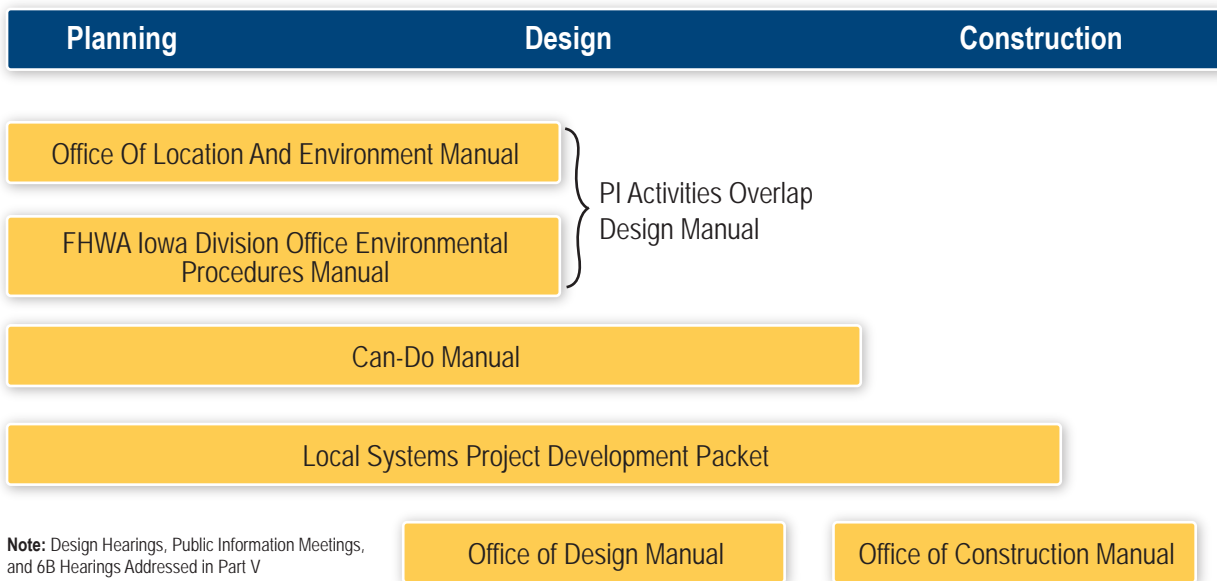 Planning Design Construction
Office Of Location And Environment Manual
PI Activities Overlap
Design Manual
FHWA Iowa Division Office Environmental
Procedures Manual
Can-Do Manual
Local Systems Project Development Packet
Note: Design Hearings, Public Information Meetings,
and 6B Hearings Addressed in Part V
Office of Design Manual
Office of Construction Manual